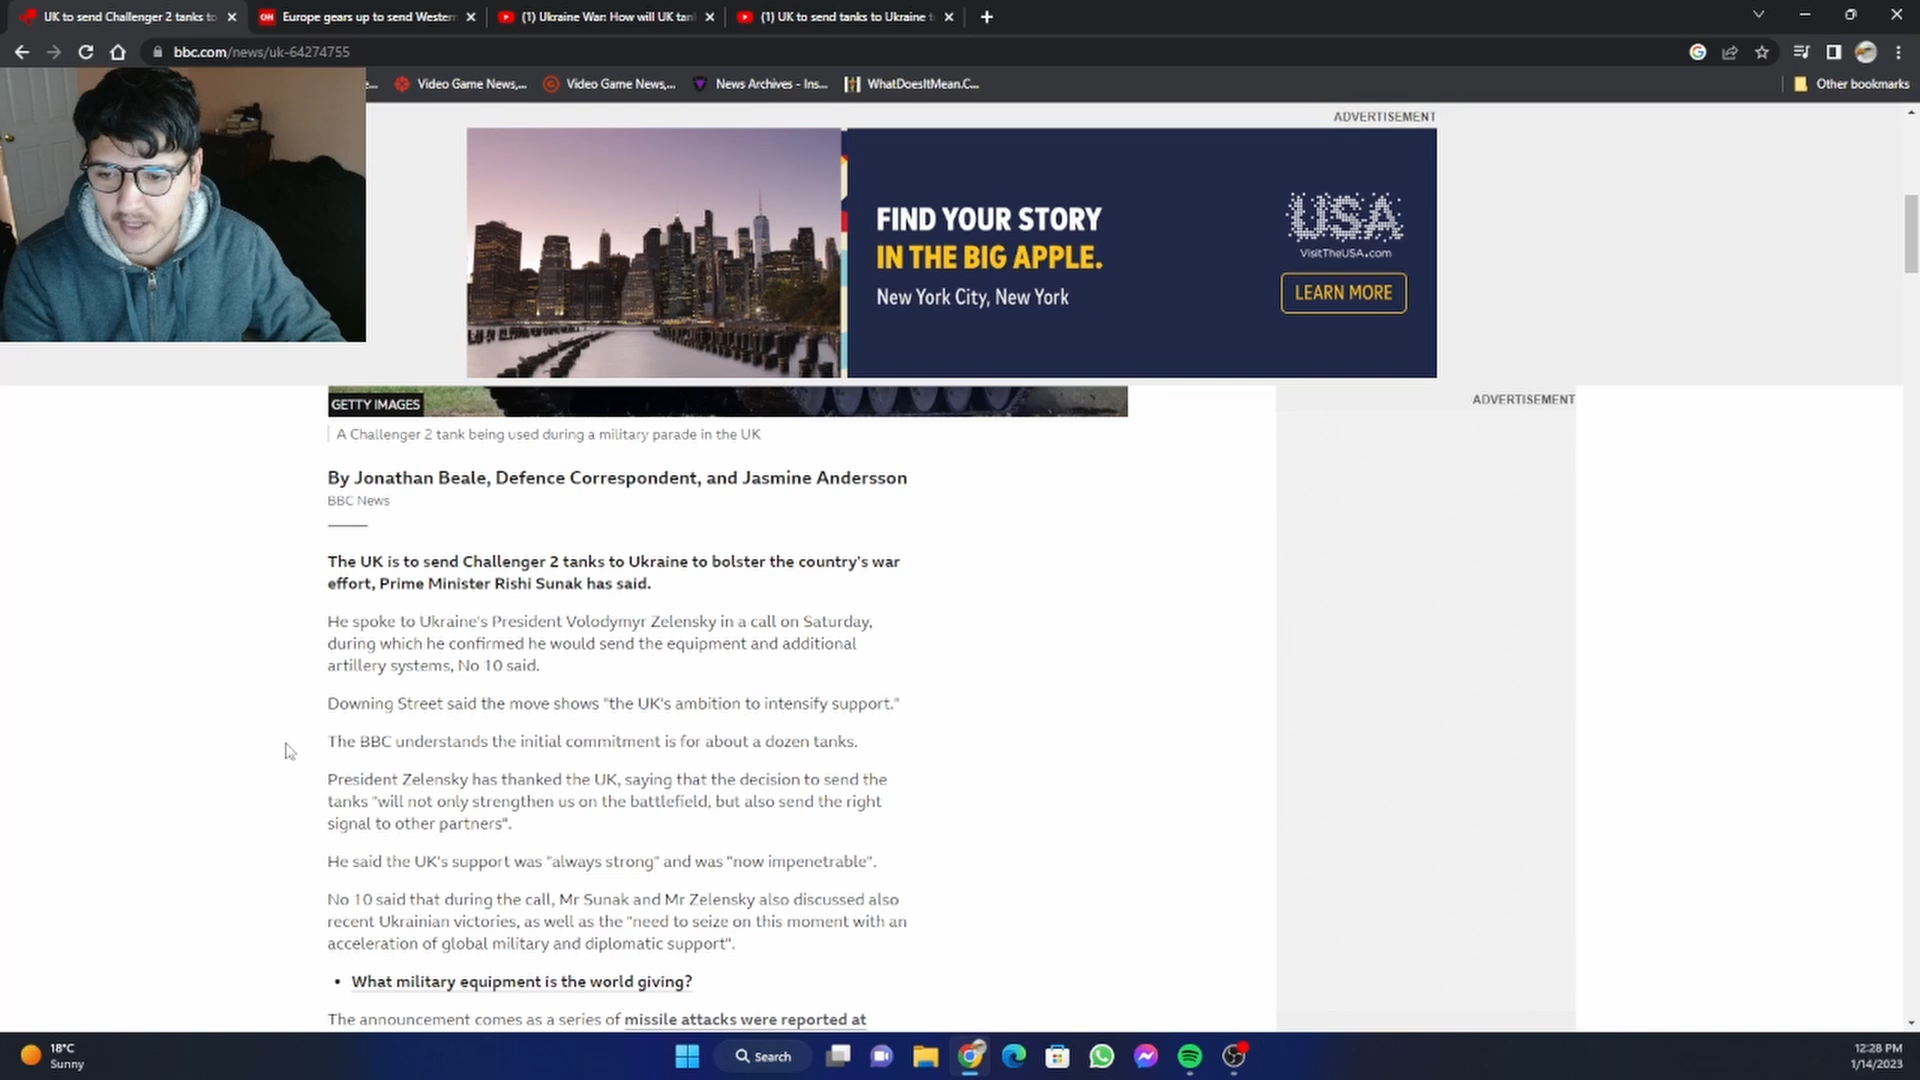 UK to send Challenger 2 tanks to
Europe gears up to send Western
(1) Ukraine War: How will UK tan
(1) UK to send tanks to Ukraine t
bbc.com/news/uk-64274755
e...
Video Game News,...
Video Game News,...
News Archives - Ins...
WhatDoesItMean.C...
Other bookmarks
ADVERTISEMENT
FIND YOUR STORY
IN THE BIG APPLE.
New York City, New York
USA
VisitTheUSA.com
LEARN MORE
GETTY IMAGES
ADVERTISEMENT
A Challenger 2 tank being used during a military parade in the UK
By Jonathan Beale, Defence Correspondent, and Jasmine Andersson
BBC News
The UK is to send Challenger 2 tanks to Ukraine to bolster the country's war
effort, Prime Minister Rishi Sunak has said.
He spoke to Ukraine's President Volodymyr Zelensky in a call on Saturday,
during which he confirmed he would send the equipment and additional
artillery systems, No 10 said.
Downing Street said the move shows "the UK's ambition to intensify support."
The BBC understands the initial commitment is for about a dozen tanks.
President Zelensky has thanked the UK, saying that the decision to send the
tanks "will not only strengthen us on the battlefield, but also send the right
signal to other partners".
He said the UK's support was "always strong" and was "now impenetrable".
No 10 said that during the call, Mr Sunak and Mr Zelensky also discussed also
recent Ukrainian victories, as well as the "need to seize on this moment with an
acceleration of global military and diplomatic support".
• What military equipment is the world giving?
The announcement comes as a series of missile attacks were reported at
18°C
Sunny
Search
12:28 PM
1/14/2023